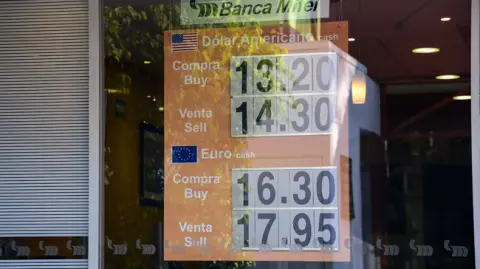 Banca Mifel
Dólar Americano cash
Compra
Buy
13.20
Venta
Sell
14.30
Euro cash
Compra
Buy
16.30
Venta
Sell
17.95